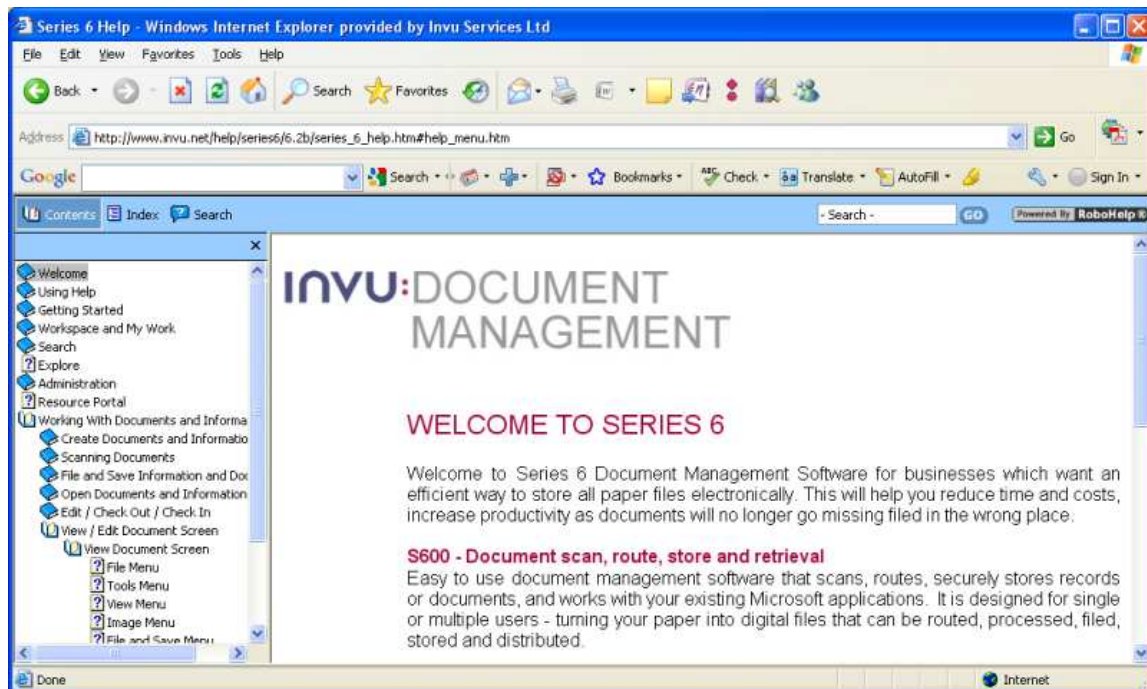 Series 6 Help - Windows Internet Explorer provided by Invu Services Ltd
File Edit View Favorites Tools Help
Back Search Favorites
Address http://www.invu.net/help/series6/6.2b/series_6_help.htm#help_menu.htm Go
Google Search Bookmarks ABC Check Translate AutoFill Sign In
Contents Index Search - Search - GO Powered By RoboHelp
Welcome
Using Help
Getting Started
Workspace and My Work
Search
Explore
Administration
Resource Portal
Working With Documents and Informa
Create Documents and Informatio
Scanning Documents
File and Save Information and Doc
Open Documents and Information
Edit / Check Out / Check In
View / Edit Document Screen
View Document Screen
File Menu
Tools Menu
View Menu
Image Menu
File and Save Menu
INVU:DOCUMENT
MANAGEMENT
WELCOME TO SERIES 6
Welcome to Series 6 Document Management Software for businesses which want an
efficient way to store all paper files electronically. This will help you reduce time and costs,
increase productivity as documents will no longer go missing filed in the wrong place.
S600 - Document scan, route, store and retrieval
Easy to use document management software that scans, routes, securely stores records
or documents, and works with your existing Microsoft applications. It is designed for single
or multiple users - turning your paper into digital files that can be routed, processed, filed,
stored and distributed.
Done Internet